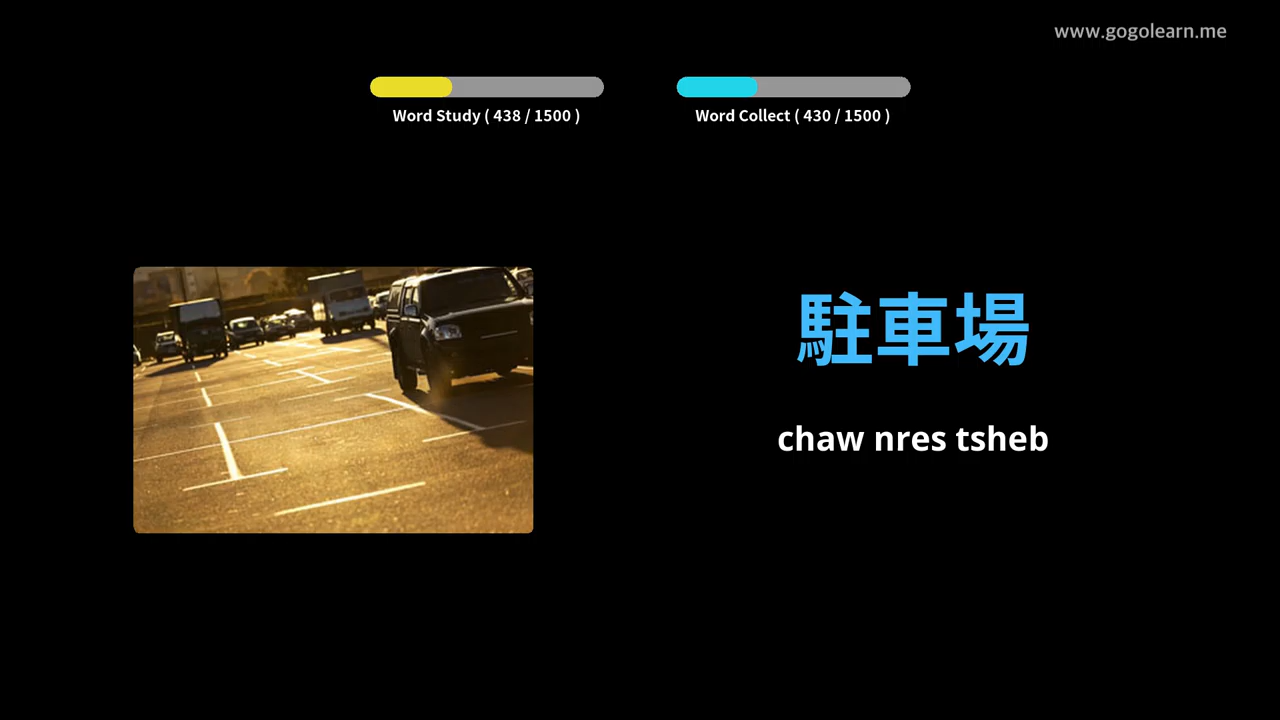 www.gogolearn.me
Word Study ( 438 / 1500 )
Word Collect ( 430 / 1500 )
駐車場
chaw nres tsheb